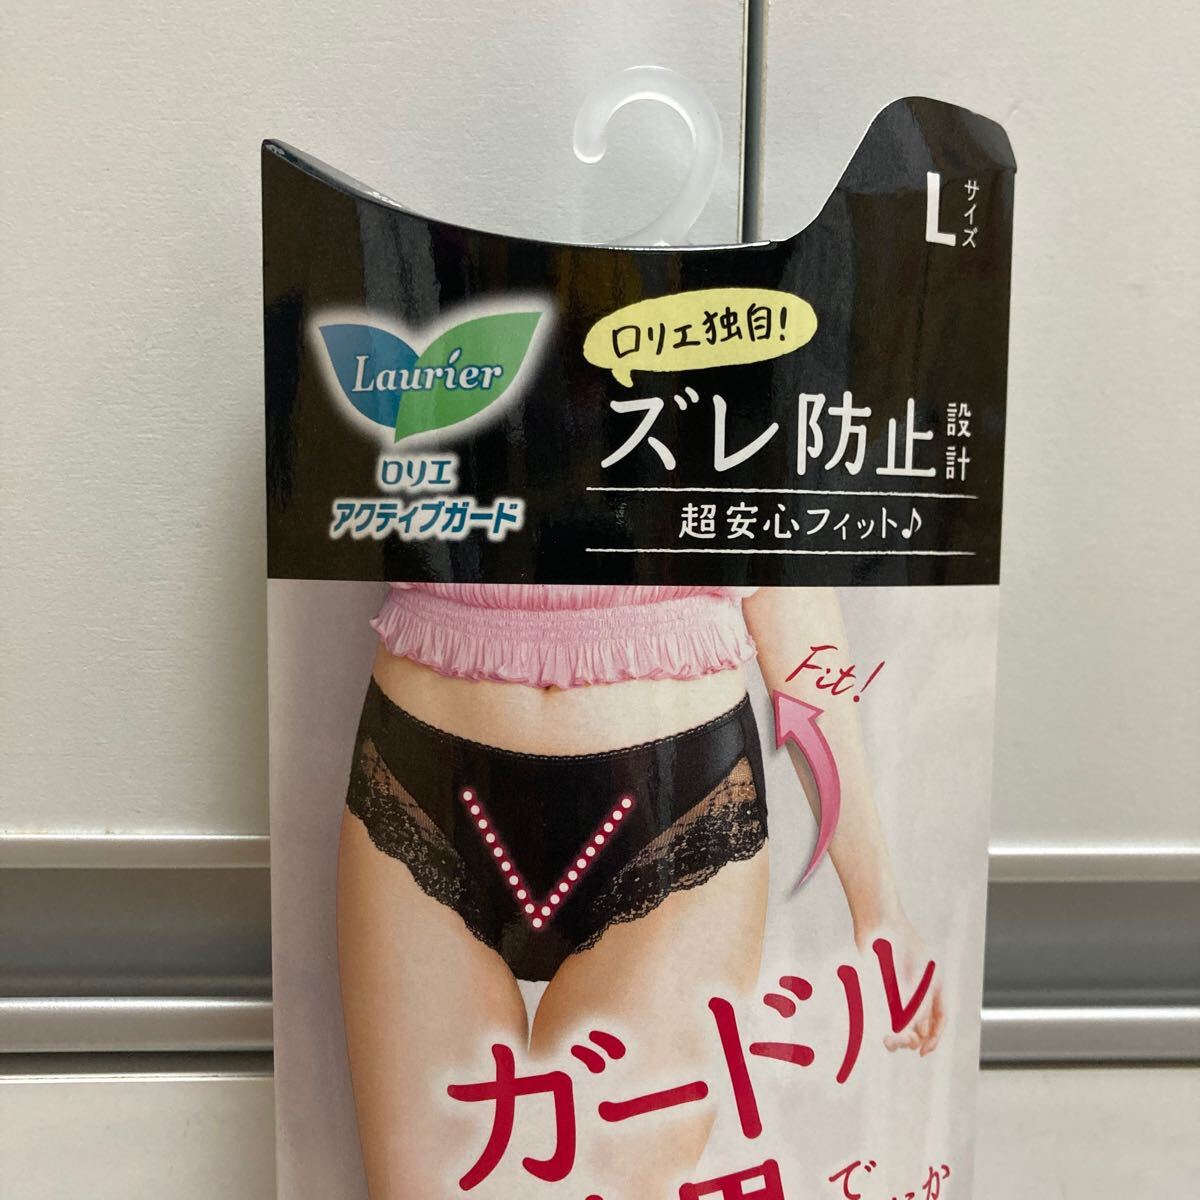 Lサイズ
Laurier
ロリエ
アクティブガード
ロリエ独自!
ズレ防止設計
超安心フィット♪
Fit!
ガードル
で